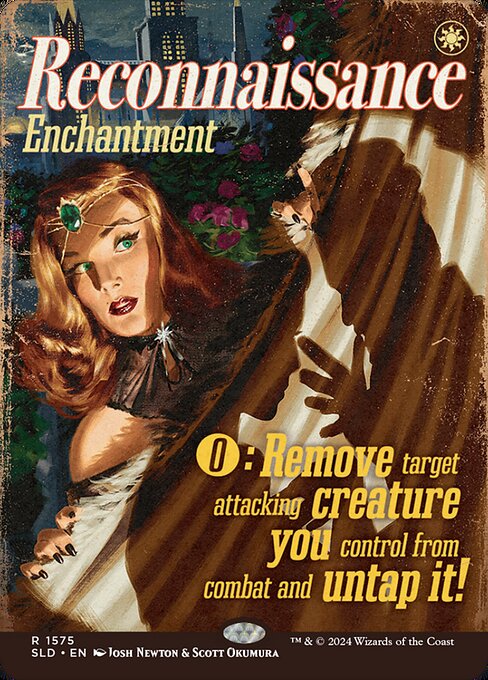 Reconnaissance
Enchantment
0: Remove target
attacking creature
you control from
combat and untap it!
R 1575
SLD • EN Josh Newton & Scott Okumura
™ & © 2024 Wizards of the Coast